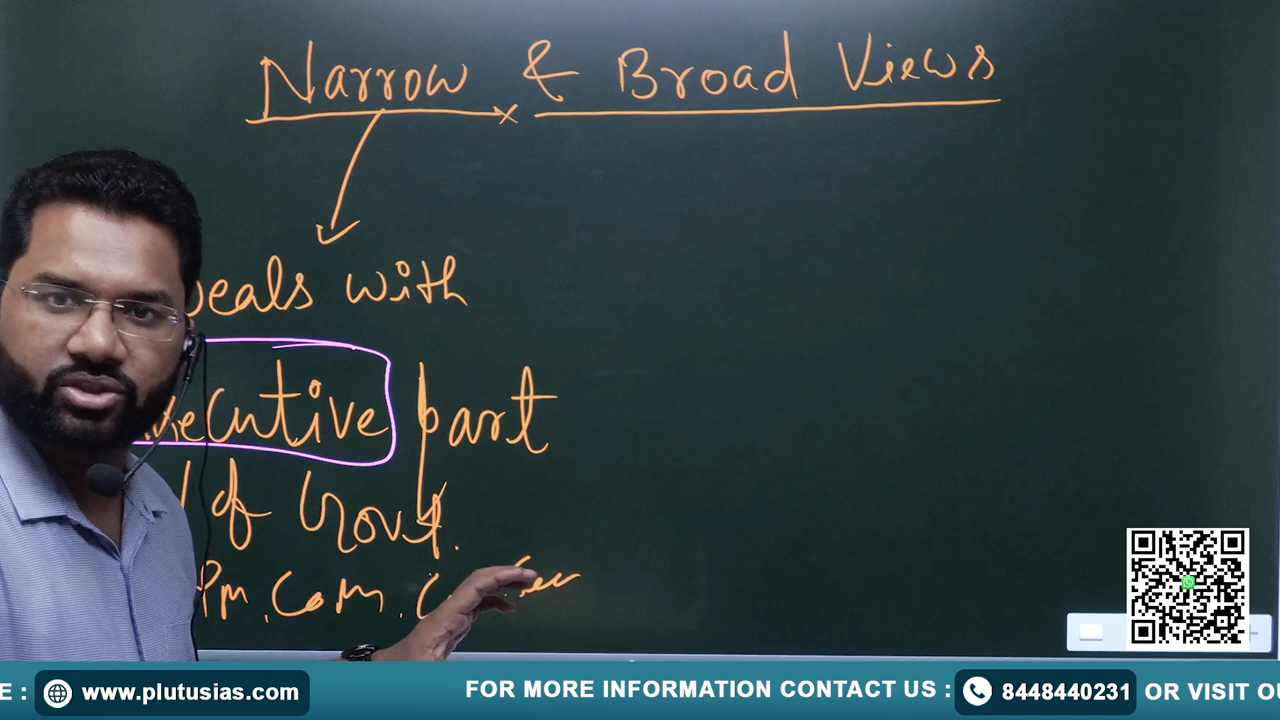 Narrow & Broad Views
Deals with
Executive part
of Govt.
PM, COM,
E :
www.plutusias.com
FOR MORE INFORMATION CONTACT US :
8448440231
OR VISIT OU